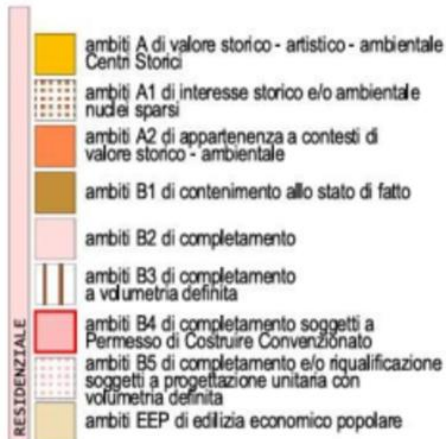 ambiti A di valore storico - artistico - ambientale
Centri Storici
ambiti A1 di interesse storico e/o ambientale
nuclei sparsi
ambiti A2 di appartenenza a contesti di
valore storico - ambientale
ambiti B1 di contenimento allo stato di fatto
ambiti B2 di completamento
ambiti B3 di completamento
a volumetria definita
ambiti B4 di completamento soggetti a
Permesso di Costruire Convenzionato
ambiti B5 di completamento e/o riqualificazione
soggetti a progettazione unitaria con
volumetria definita
ambiti EEP di edilizia economico popolare
RESIDENZIALE